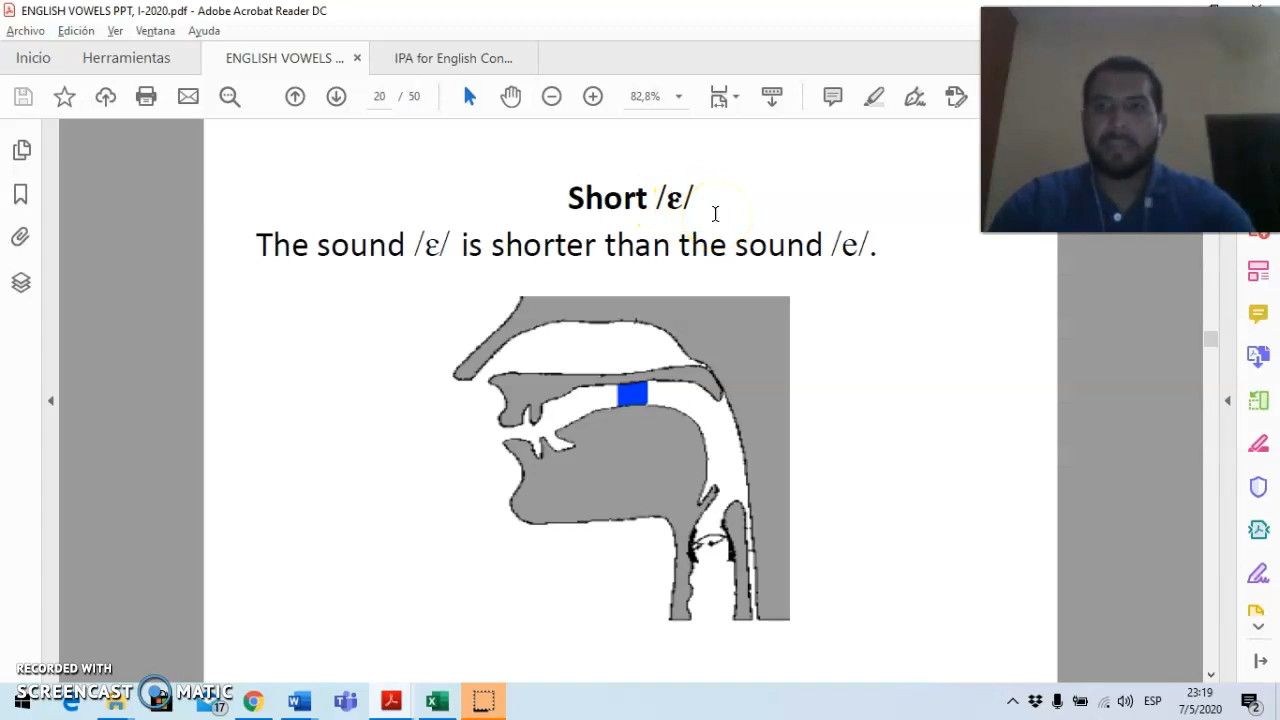 ENGLISH VOWELS PPT, I-2020.pdf - Adobe Acrobat Reader DC
Archivo Edición Ver Ventana Ayuda
Inicio Herramientas ENGLISH VOWELS ... × IPA for English Con...
20 / 50 82,8%
Short /ɛ/
The sound /ɛ/ is shorter than the sound /e/.
RECORDED WITH
SCREENCAST MATIC
17 ESP 23:19
7/5/2020 2